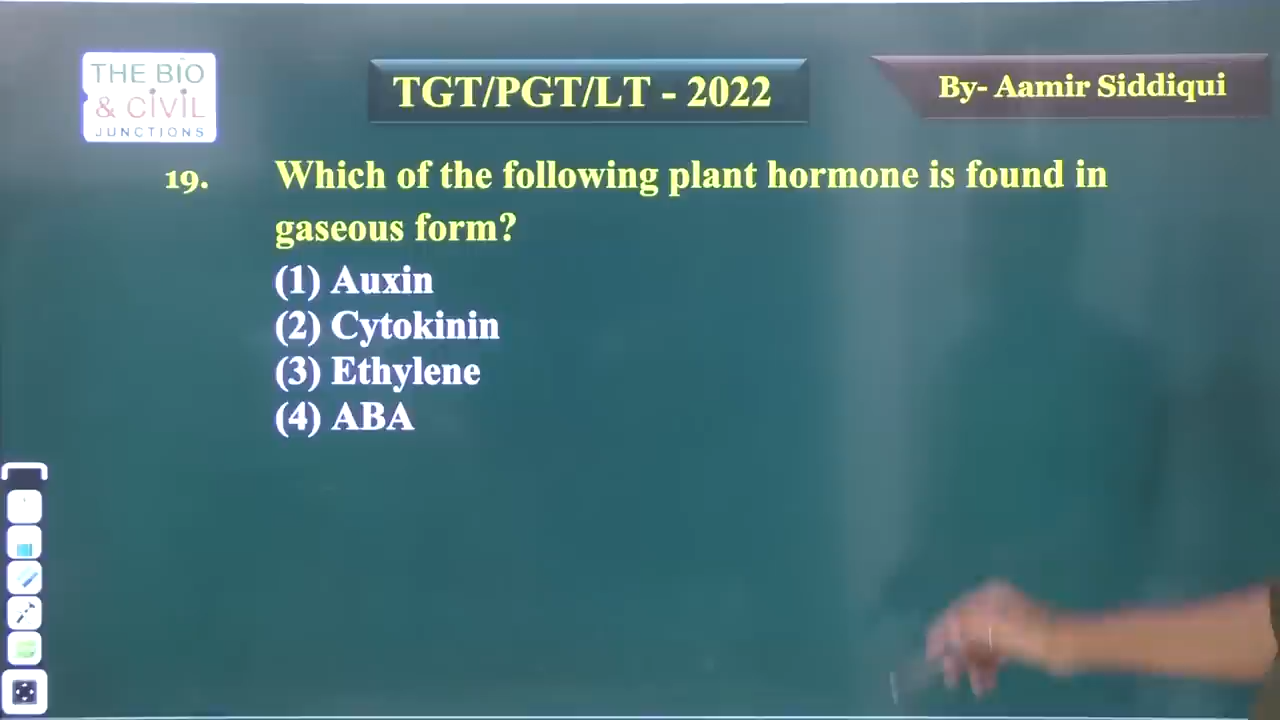 THE BIO
& CIVIL
JUNCTIONS
TGT/PGT/LT - 2022
By- Aamir Siddiqui
19. Which of the following plant hormone is found in
gaseous form?
(1) Auxin
(2) Cytokinin
(3) Ethylene
(4) ABA